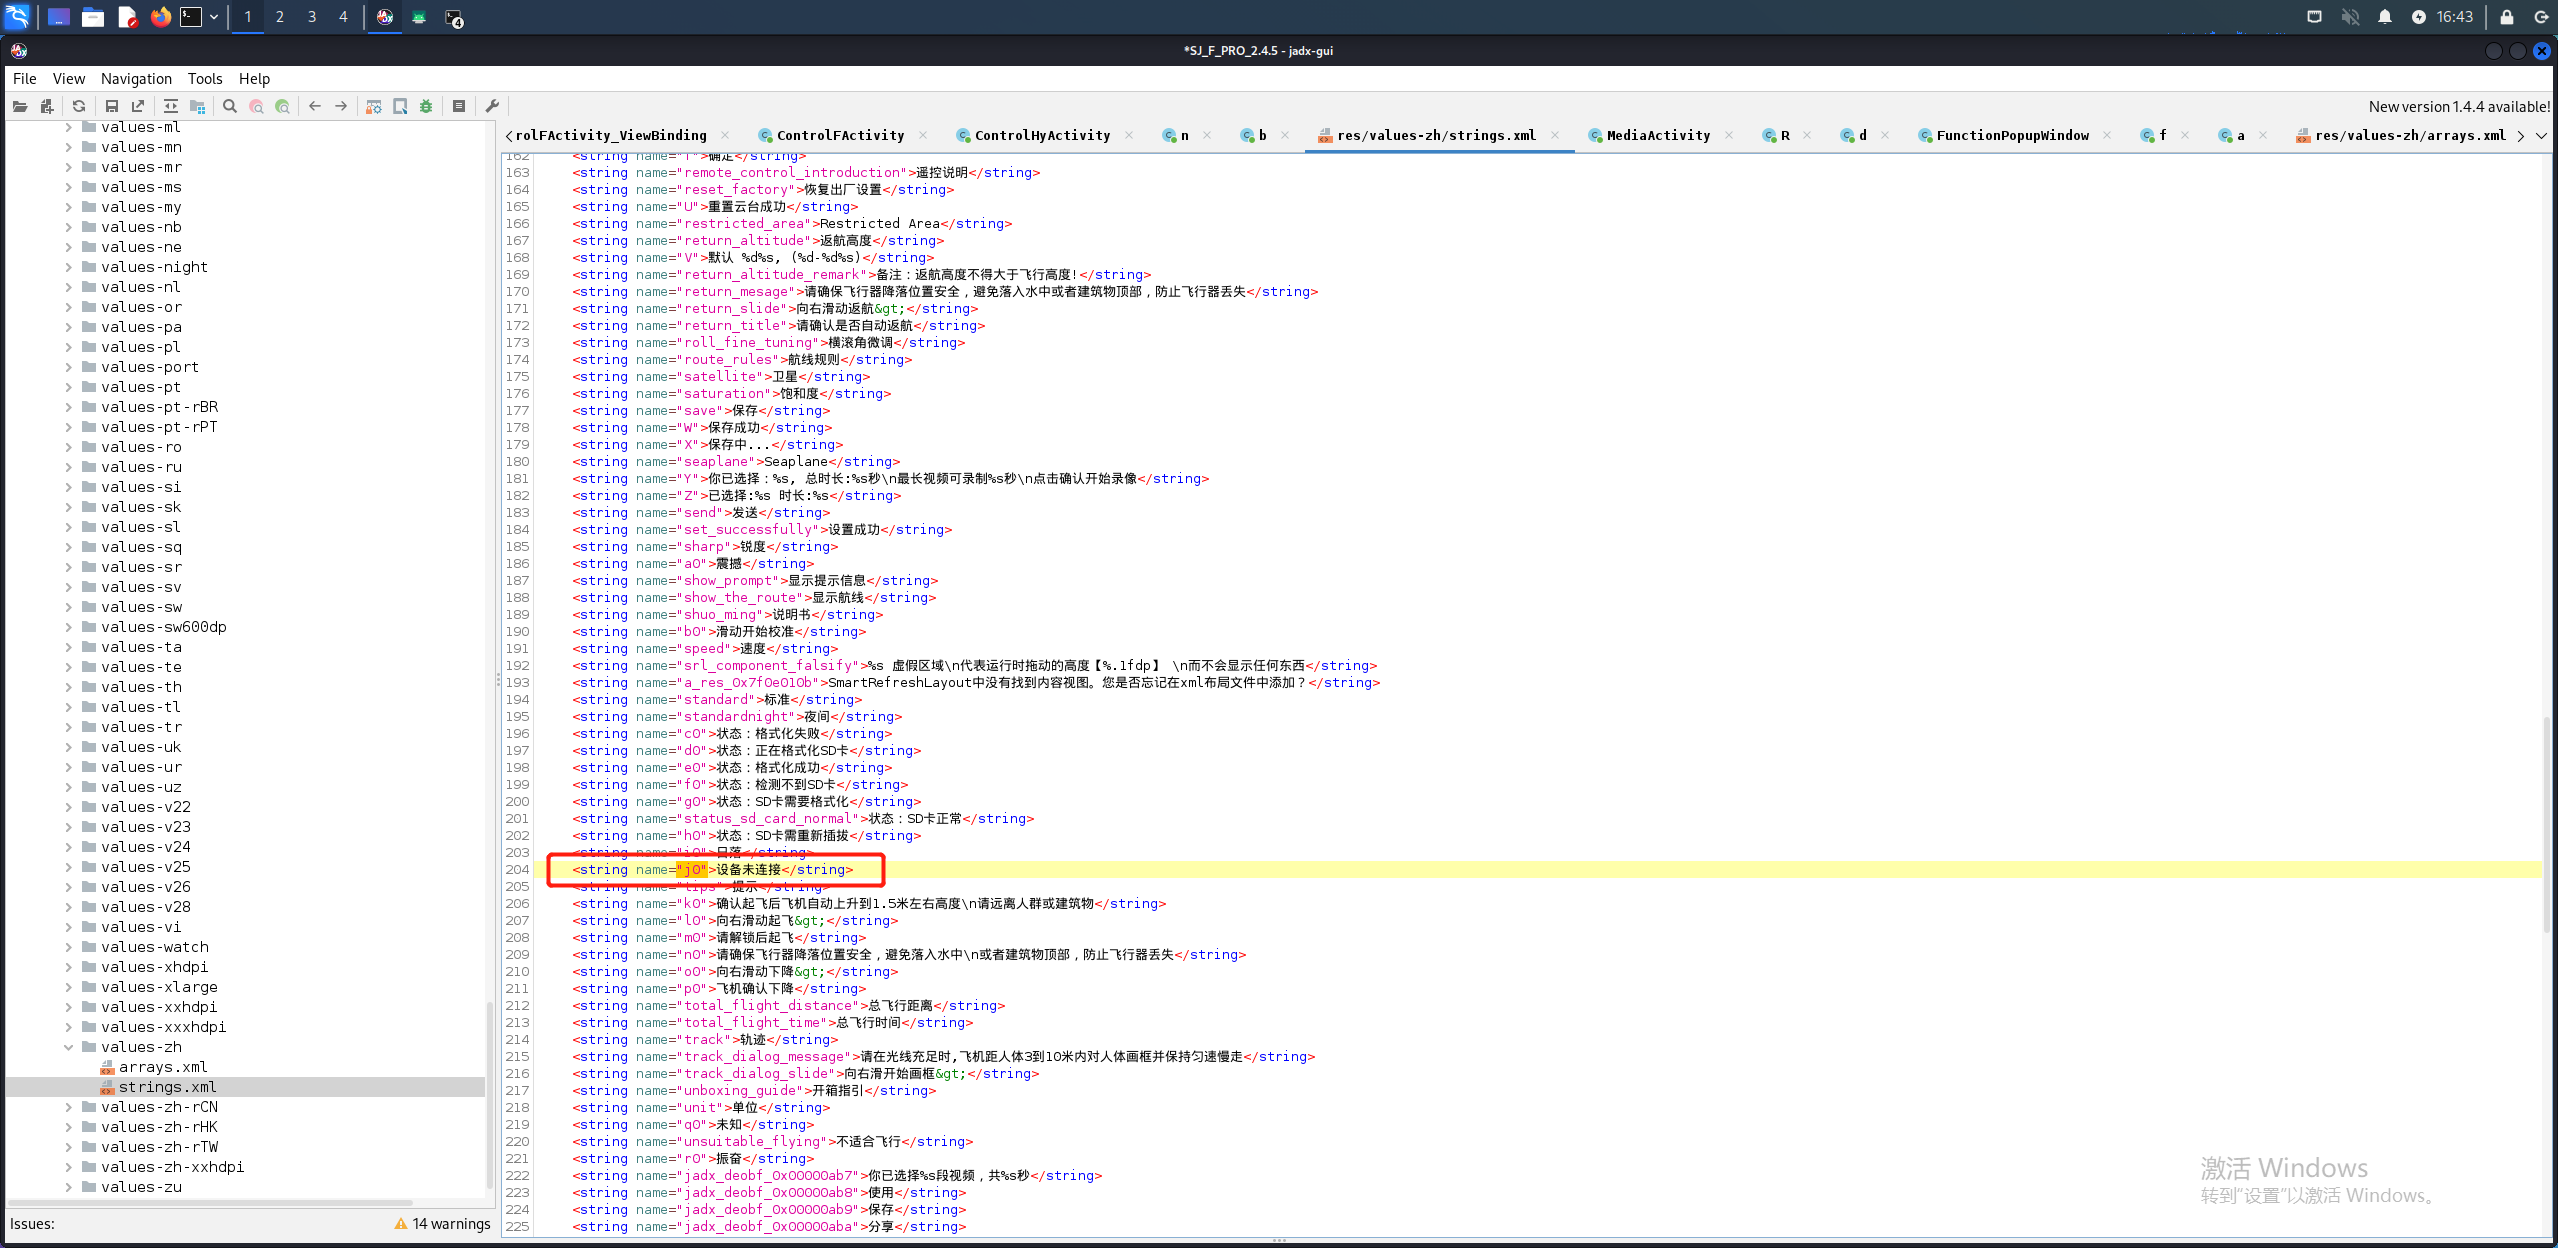 1 2 3 4 4 16:43
*SJ_F_PRO_2.4.5 - jadx-gui
File View Navigation Tools Help
New version 1.4.4 available!
rolFActivity_ViewBinding ControlFActivity ControlHyActivity n b res/values-zh/strings.xml MediaActivity R d FunctionPopupWindow f a res/values-zh/arrays.xml
values-ml
values-mn
values-mr
values-ms
values-my
values-nb
values-ne
values-night
values-nl
values-or
values-pa
values-pl
values-port
values-pt
values-pt-rBR
values-pt-rPT
values-ro
values-ru
values-si
values-sk
values-sl
values-sq
values-sr
values-sv
values-sw
values-sw600dp
values-ta
values-te
values-th
values-tl
values-tr
values-uk
values-ur
values-uz
values-v22
values-v23
values-v24
values-v25
values-v26
values-v28
values-vi
values-watch
values-xhdpi
values-xlarge
values-xxhdpi
values-xxxhdpi
values-zh
arrays.xml
strings.xml
values-zh-rCN
values-zh-rHK
values-zh-rTW
values-zh-xxhdpi
values-zu
Issues: 14 warnings
163 <string name="remote_control_introduction">遥控说明</string>
164 <string name="reset_factory">恢复出厂设置</string>
165 <string name="U">重置云台成功</string>
166 <string name="restricted_area">Restricted Area</string>
167 <string name="return_altitude">返航高度</string>
168 <string name="V">默认 %d%s, (%d-%d%s)</string>
169 <string name="return_altitude_remark">备注：返航高度不得大于飞行高度!</string>
170 <string name="return_mesage">请确保飞行器降落位置安全，避免落入水中或者建筑物顶部，防止飞行器丢失</string>
171 <string name="return_slide">向右滑动返航&gt;</string>
172 <string name="return_title">请确认是否自动返航</string>
173 <string name="roll_fine_tuning">横滚角微调</string>
174 <string name="route_rules">航线规则</string>
175 <string name="satellite">卫星</string>
176 <string name="saturation">饱和度</string>
177 <string name="save">保存</string>
178 <string name="W">保存成功</string>
179 <string name="X">保存中...</string>
180 <string name="seaplane">Seaplane</string>
181 <string name="Y">你已选择：%s, 总时长:%s秒\n最长视频可录制%s秒\n点击确认开始录像</string>
182 <string name="Z">已选择:%s 时长:%s</string>
183 <string name="send">发送</string>
184 <string name="set_successfully">设置成功</string>
185 <string name="sharp">锐度</string>
186 <string name="a0">震撼</string>
187 <string name="show_prompt">显示提示信息</string>
188 <string name="show_the_route">显示航线</string>
189 <string name="shuo_ming">说明书</string>
190 <string name="b0">滑动开始校准</string>
191 <string name="speed">速度</string>
192 <string name="srl_component_falsify">%s 虚假区域\n代表运行时拖动的高度【%.1fdp】 \n而不会显示任何东西</string>
193 <string name="a_res_0x7f0e010b">SmartRefreshLayout中没有找到内容视图。您是否忘记在xml布局文件中添加？</string>
194 <string name="standard">标准</string>
195 <string name="standardnight">夜间</string>
196 <string name="c0">状态：格式化失败</string>
197 <string name="d0">状态：正在格式化SD卡</string>
198 <string name="e0">状态：格式化成功</string>
199 <string name="f0">状态：检测不到SD卡</string>
200 <string name="g0">状态：SD卡需要格式化</string>
201 <string name="status_sd_card_normal">状态：SD卡正常</string>
202 <string name="h0">状态：SD卡需重新插拔</string>
203 <string name="i0">日落</string>
204 <string name="j0">设备未连接</string>
205 <string name="tips">提示</string>
206 <string name="k0">确认起飞后飞机自动上升到1.5米左右高度\n请远离人群或建筑物</string>
207 <string name="l0">向右滑动起飞&gt;</string>
208 <string name="m0">请解锁后起飞</string>
209 <string name="n0">请确保飞行器降落位置安全，避免落入水中\n或者建筑物顶部，防止飞行器丢失</string>
210 <string name="o0">向右滑动下降&gt;</string>
211 <string name="p0">飞机确认下降</string>
212 <string name="total_flight_distance">总飞行距离</string>
213 <string name="total_flight_time">总飞行时间</string>
214 <string name="track">轨迹</string>
215 <string name="track_dialog_message">请在光线充足时,飞机距人体3到10米内对人体画框并保持匀速慢走</string>
216 <string name="track_dialog_slide">向右滑开始画框&gt;</string>
217 <string name="unboxing_guide">开箱指引</string>
218 <string name="unit">单位</string>
219 <string name="q0">未知</string>
220 <string name="unsuitable_flying">不适合飞行</string>
221 <string name="r0">振奋</string>
222 <string name="jadx_deobf_0x00000ab7">你已选择%s段视频，共%s秒</string>
223 <string name="jadx_deobf_0x00000ab8">使用</string>
224 <string name="jadx_deobf_0x00000ab9">保存</string>
225 <string name="jadx_deobf_0x00000aba">分享</string>
激活 Windows
转到"设置"以激活 Windows。